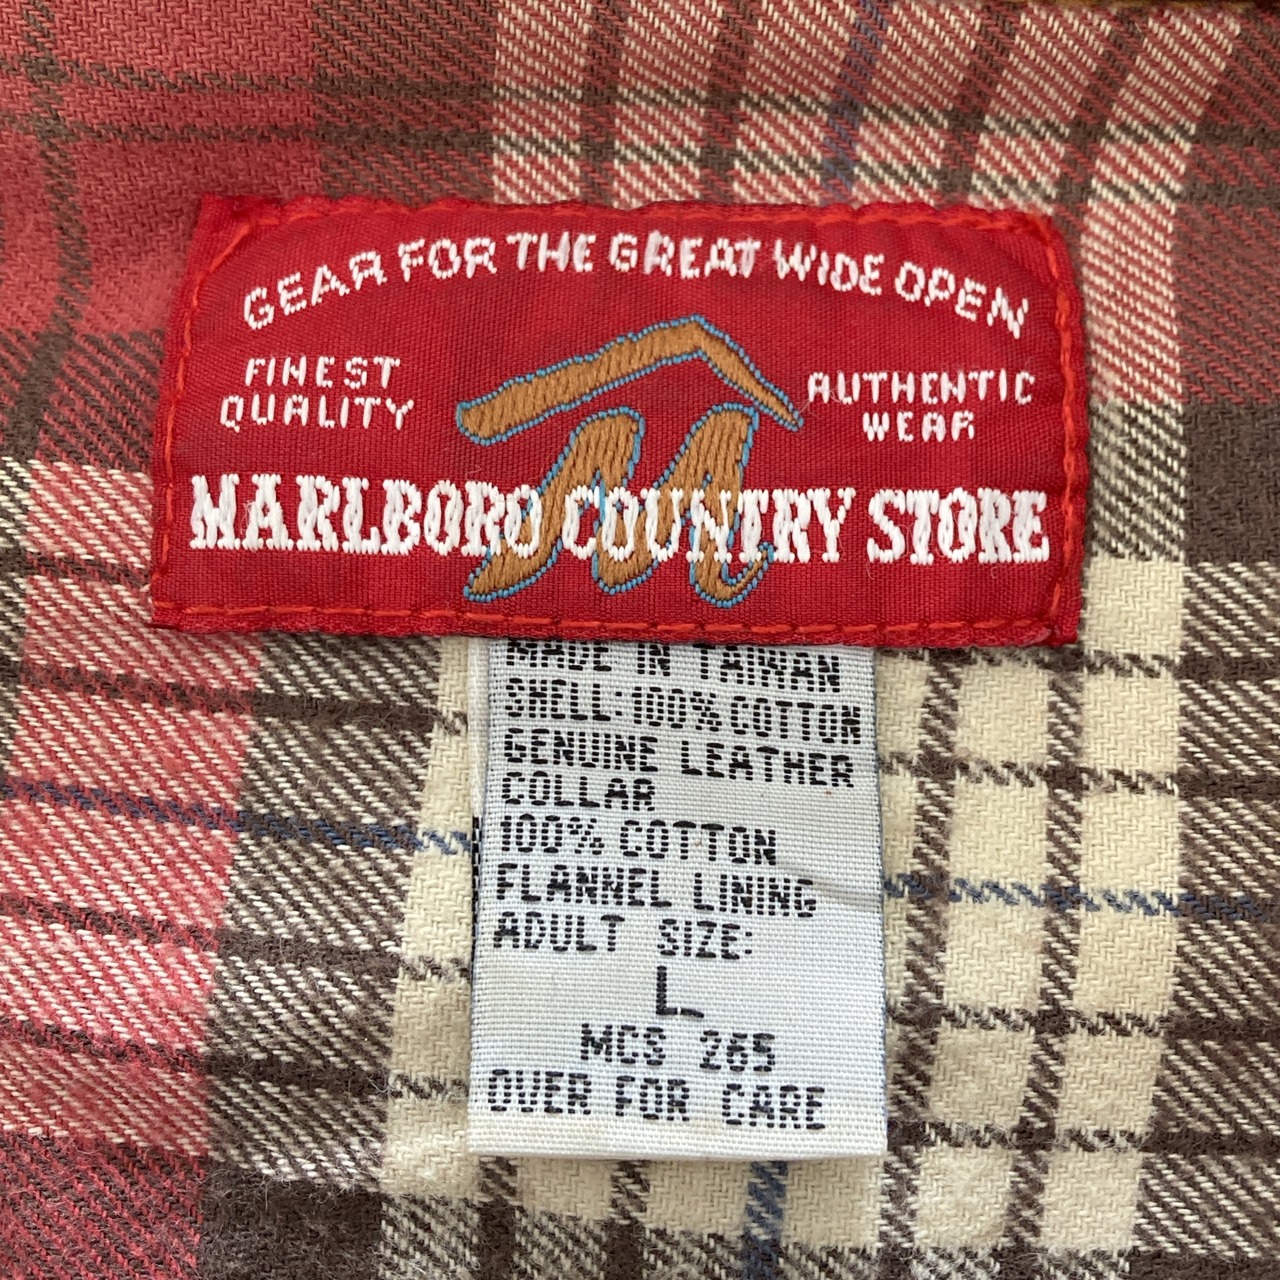 GEAR FOR THE GREAT WIDE OPEN
FINEST
QUALITY
AUTHENTIC
WEAR
M
MARLBORO COUNTRY STORE
MADE IN TAIWAN
SHELL: 100% COTTON
GENUINE LEATHER
COLLAR
100% COTTON
FLANNEL LINING
ADULT SIZE:
L
MCS 265
OVER FOR CARE